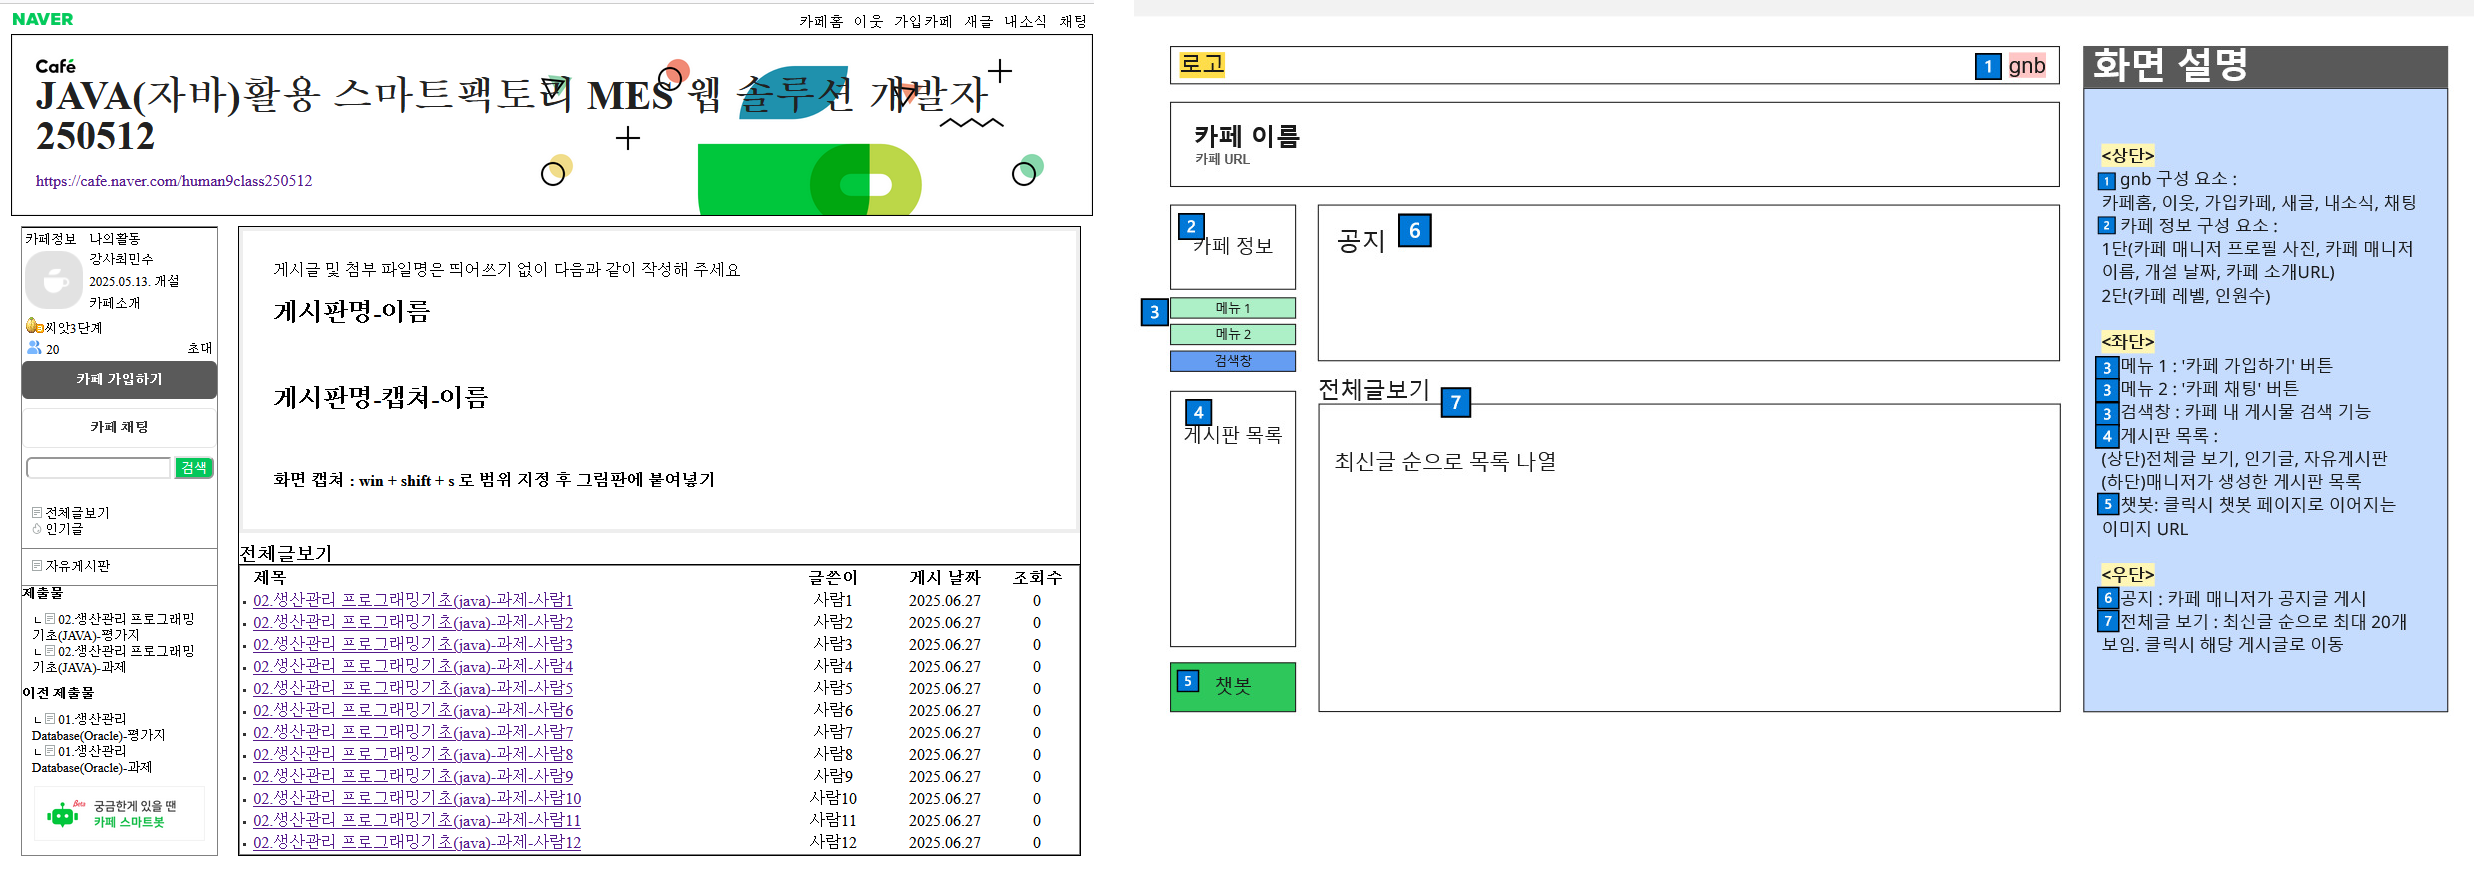 NAVER
카페홈 이웃 가입카페 새글 내소식 채팅
Café
JAVA(자바)활용 스마트팩토리 MES 웹 솔루션 개발자
250512
https://cafe.naver.com/human9class250512
카페정보 나의활동
강사최민수
2025.05.13. 개설
카페소개
씨앗3단계
20 초대
카페 가입하기
카페 채팅
검색
전체글보기
인기글
자유게시판
제출물
ㄴ 02.생산관리 프로그래밍
기초(JAVA)-평가지
ㄴ 02.생산관리 프로그래밍
기초(JAVA)-과제
이전 제출물
ㄴ 01.생산관리
Database(Oracle)-평가지
ㄴ 01.생산관리
Database(Oracle)-과제
Beta 궁금한게 있을 땐
카페 스마트봇
게시글 및 첨부 파일명은 띄어쓰기 없이 다음과 같이 작성해 주세요
게시판명-이름
게시판명-캡쳐-이름
화면 캡쳐 : win + shift + s 로 범위 지정 후 그림판에 붙여넣기
전체글보기
제목 글쓴이 게시 날짜 조회수
02.생산관리 프로그래밍기초(java)-과제-사람1 사람1 2025.06.27 0
02.생산관리 프로그래밍기초(java)-과제-사람2 사람2 2025.06.27 0
02.생산관리 프로그래밍기초(java)-과제-사람3 사람3 2025.06.27 0
02.생산관리 프로그래밍기초(java)-과제-사람4 사람4 2025.06.27 0
02.생산관리 프로그래밍기초(java)-과제-사람5 사람5 2025.06.27 0
02.생산관리 프로그래밍기초(java)-과제-사람6 사람6 2025.06.27 0
02.생산관리 프로그래밍기초(java)-과제-사람7 사람7 2025.06.27 0
02.생산관리 프로그래밍기초(java)-과제-사람8 사람8 2025.06.27 0
02.생산관리 프로그래밍기초(java)-과제-사람9 사람9 2025.06.27 0
02.생산관리 프로그래밍기초(java)-과제-사람10 사람10 2025.06.27 0
02.생산관리 프로그래밍기초(java)-과제-사람11 사람11 2025.06.27 0
02.생산관리 프로그래밍기초(java)-과제-사람12 사람12 2025.06.27 0
로고 1 gnb
카페 이름
카페 URL
2
카페 정보
3 메뉴 1
메뉴 2
검색창
4
게시판 목록
5 챗봇
공지 6
전체글보기 7
최신글 순으로 목록 나열
화면 설명
<상단>
1 gnb 구성 요소 :
카페홈, 이웃, 가입카페, 새글, 내소식, 채팅
2 카페 정보 구성 요소 :
1단(카페 매니저 프로필 사진, 카페 매니저
이름, 개설 날짜, 카페 소개URL)
2단(카페 레벨, 인원수)
<좌단>
3 메뉴 1 : '카페 가입하기' 버튼
3 메뉴 2 : '카페 채팅' 버튼
3 검색창 : 카페 내 게시물 검색 기능
4 게시판 목록 :
(상단)전체글 보기, 인기글, 자유게시판
(하단)매니저가 생성한 게시판 목록
5 챗봇: 클릭시 챗봇 페이지로 이어지는
이미지 URL
<우단>
6 공지 : 카페 매니저가 공지글 게시
7 전체글 보기 : 최신글 순으로 최대 20개
보임. 클릭시 해당 게시글로 이동